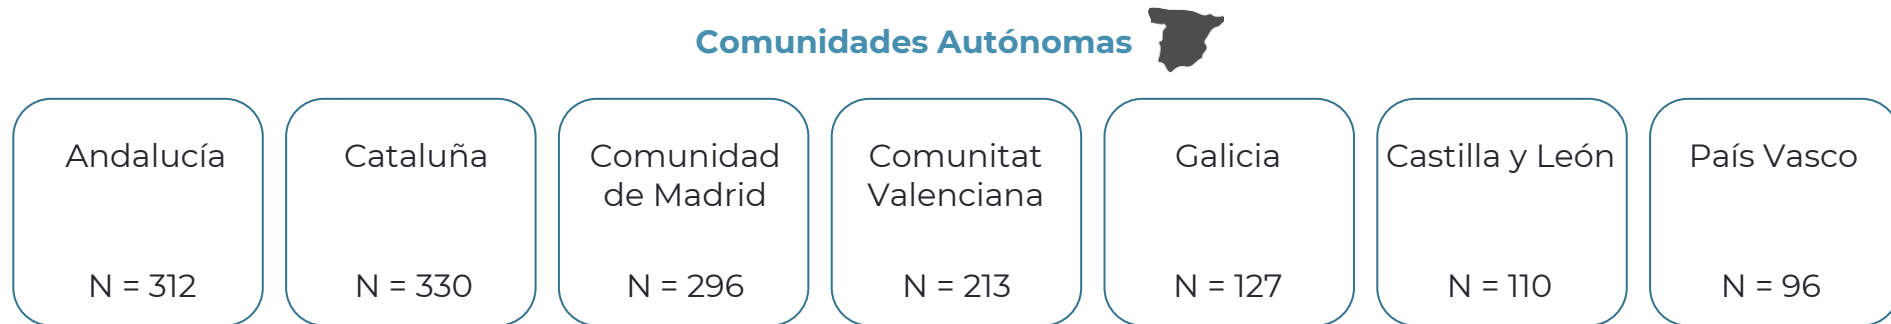 Comunidades Autónomas
Andalucía
N = 312
Cataluña
N = 330
Comunidad
de Madrid
N = 296
Comunitat
Valenciana
N = 213
Galicia
N = 127
Castilla y León
N = 110
País Vasco
N = 96